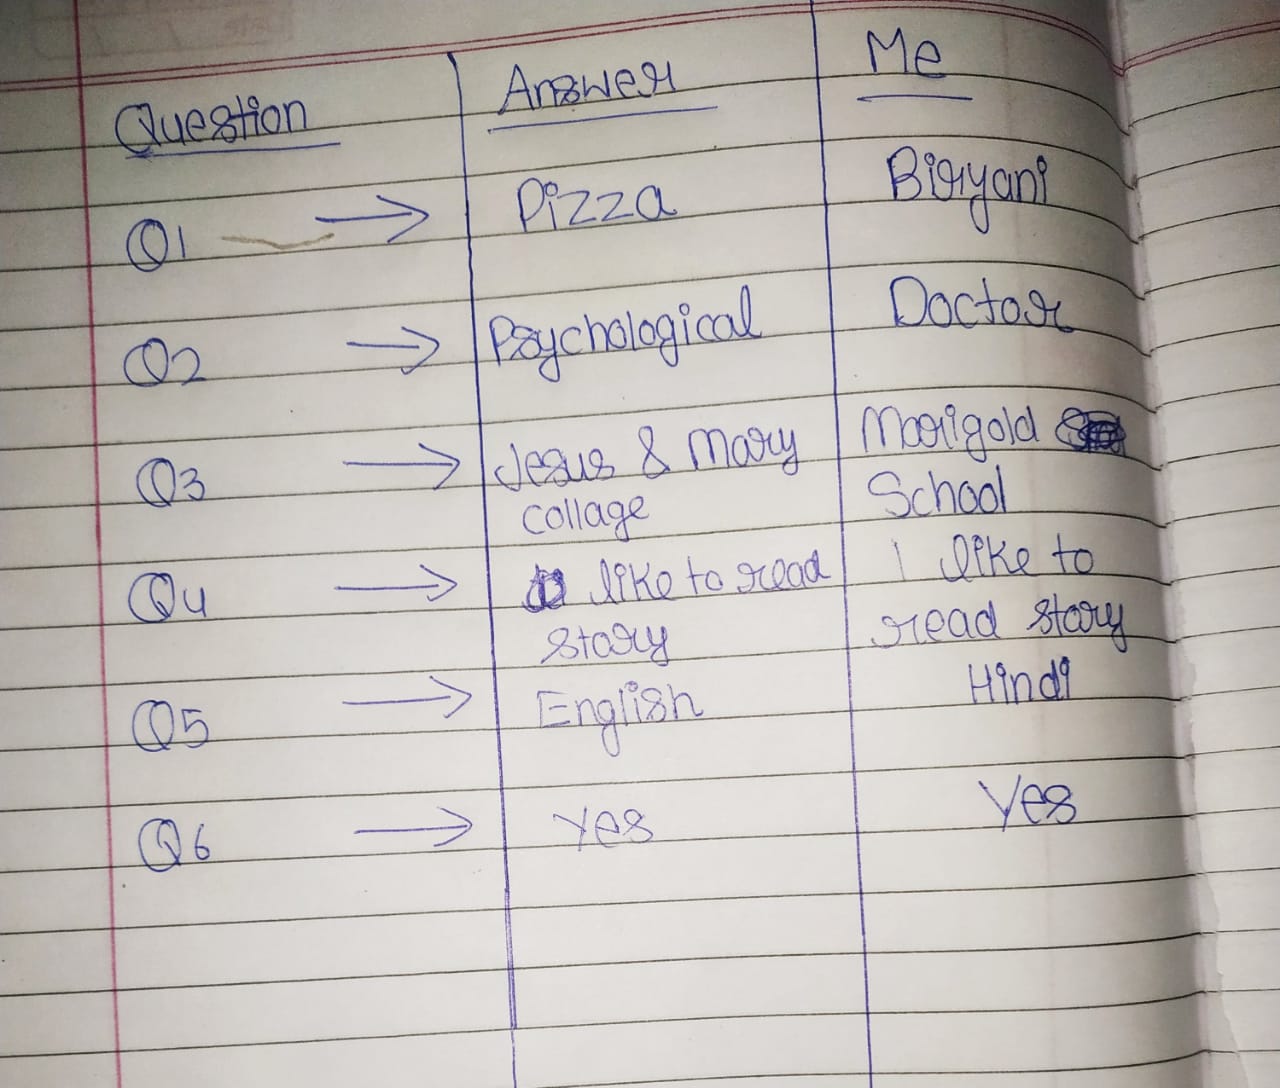 Question Answer Me
Q1 → Pizza Biryani
Q2 → Psychological Doctor
Q3 → Jesus & Mary Marigold
collage School
Q4 → like to read I like to
story read story
Q5 → English Hindi
Q6 → Yes Yes